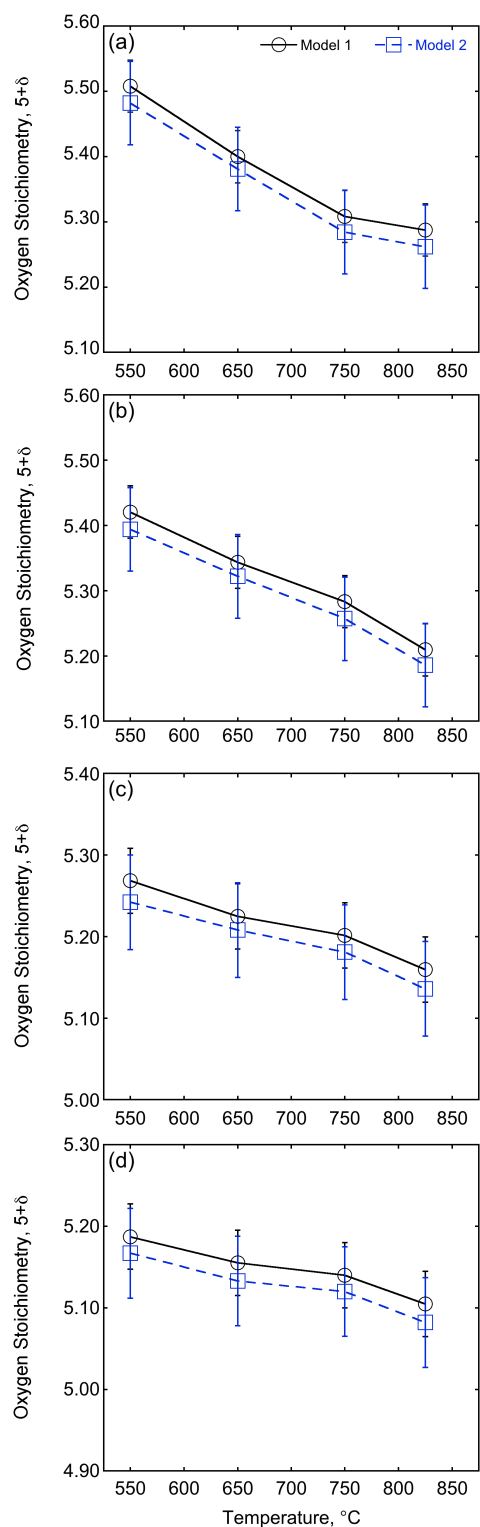 (a)
Model 1
Model 2
Oxygen Stoichiometry, 5+δ
5.60
5.50
5.40
5.30
5.20
5.10
550 600 650 700 750 800 850
(b)
Oxygen Stoichiometry, 5+δ
5.60
5.50
5.40
5.30
5.20
5.10
550 600 650 700 750 800 850
(c)
Oxygen Stoichiometry, 5+δ
5.40
5.30
5.20
5.10
5.00
550 600 650 700 750 800 850
(d)
Oxygen Stoichiometry, 5+δ
5.30
5.20
5.10
5.00
4.90
550 600 650 700 750 800 850
Temperature, °C